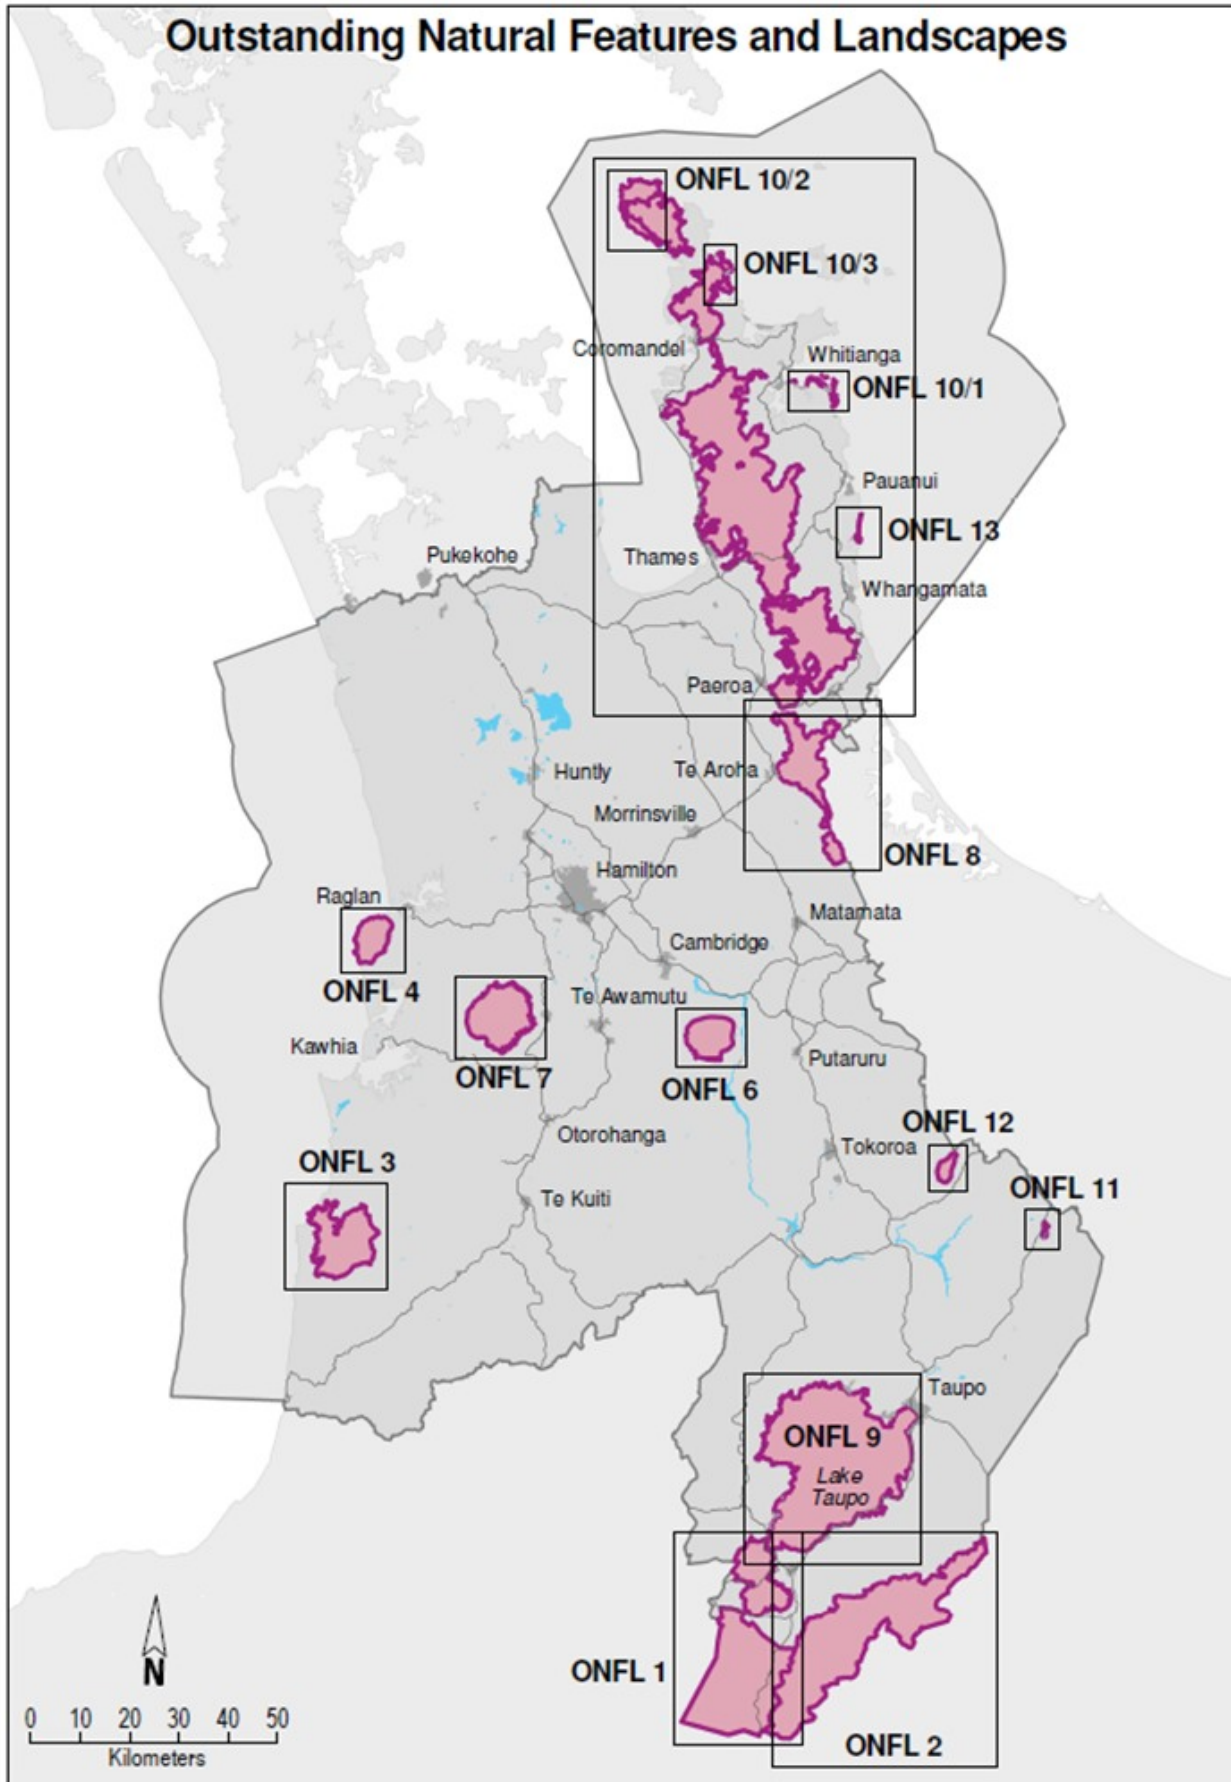 Outstanding Natural Features and Landscapes
ONFL 10/2
ONFL 10/3
Coromandel
Whitianga
ONFL 10/1
Pauanui
ONFL 13
Pukekohe
Thames
Whangamata
Paeroa
Huntly
Te Aroha
Morrinsville
ONFL 8
Hamilton
Raglan
Matamata
Cambridge
ONFL 4
Te Awamutu
Kawhia
ONFL 7
ONFL 6
Putaruru
ONFL 12
Otorohanga
Tokoroa
ONFL 3
ONFL 11
Te Kuiti
Taupo
ONFL 9
Lake
Taupo
N
ONFL 1
0 10 20 30 40 50
Kilometers
ONFL 2